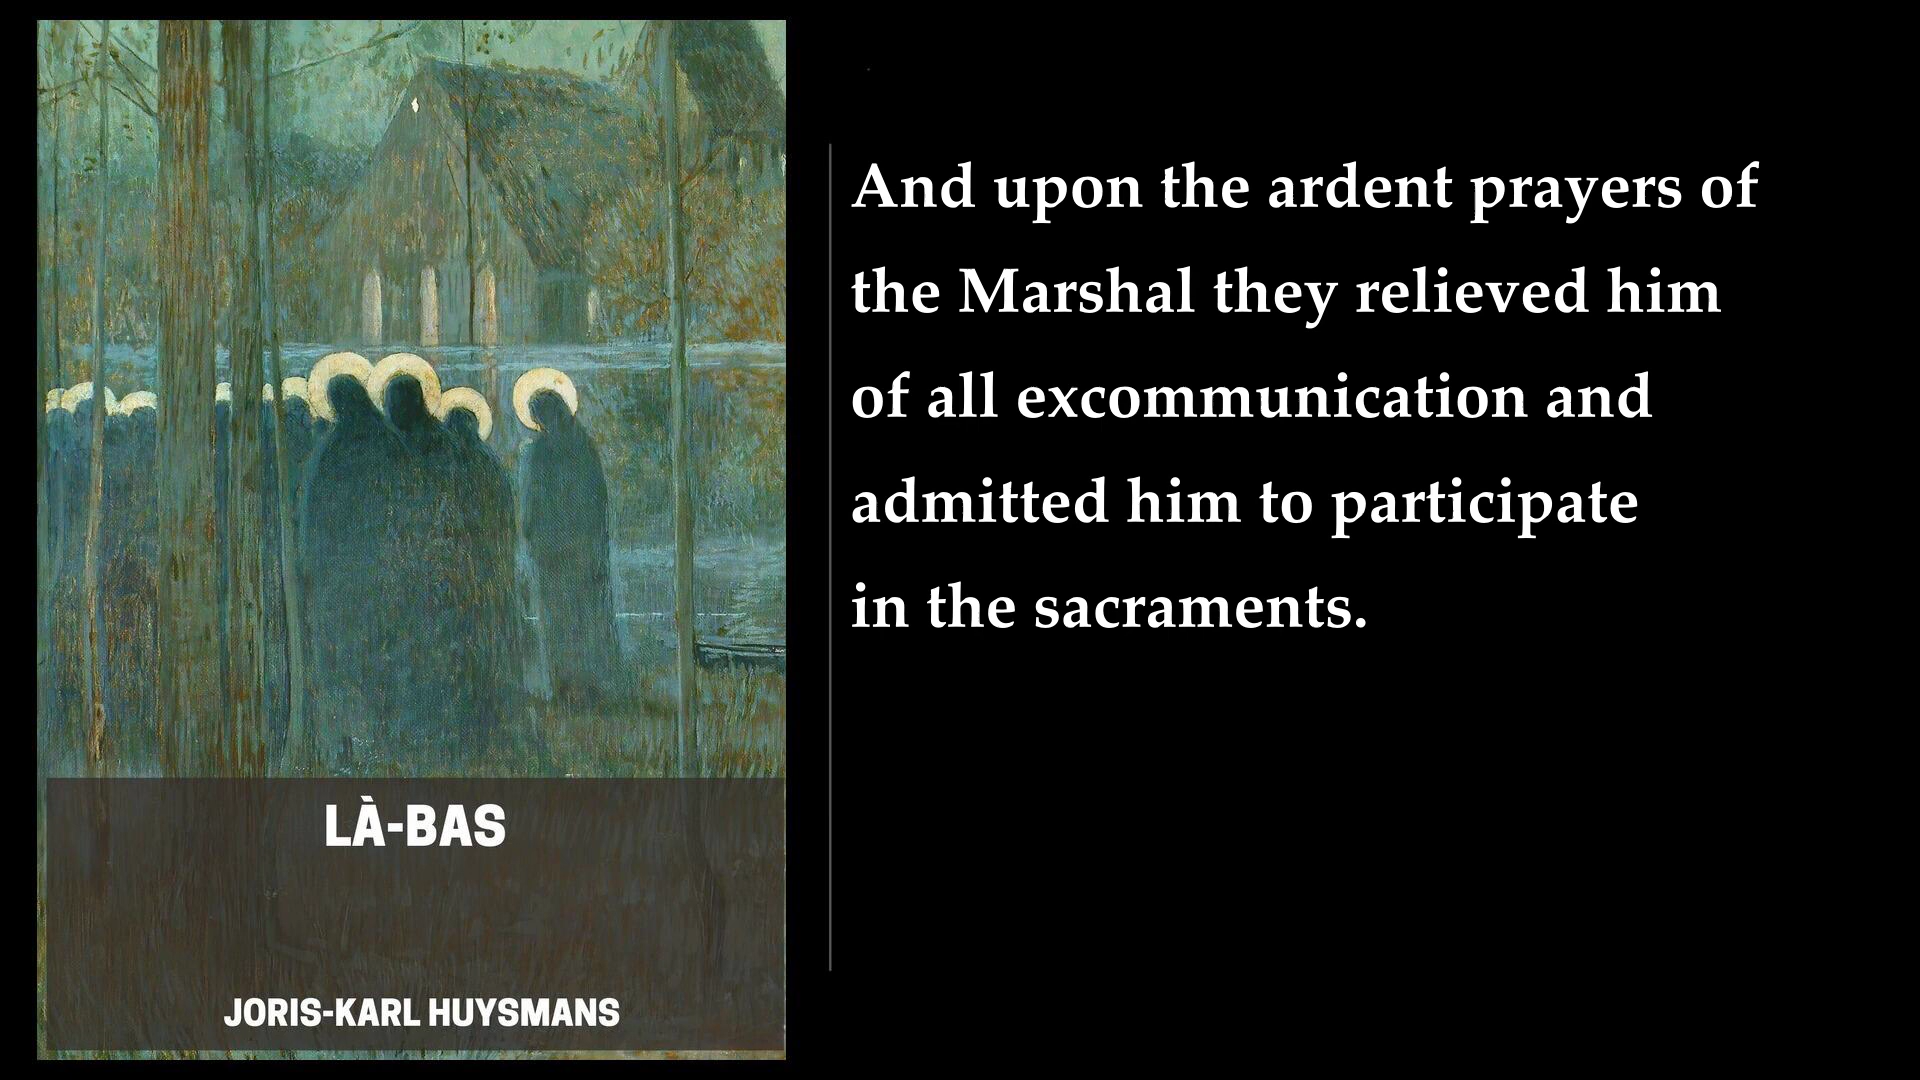 LÀ-BAS
JORIS-KARL HUYSMANS
And upon the ardent prayers of
the Marshal they relieved him
of all excommunication and
admitted him to participate
in the sacraments.